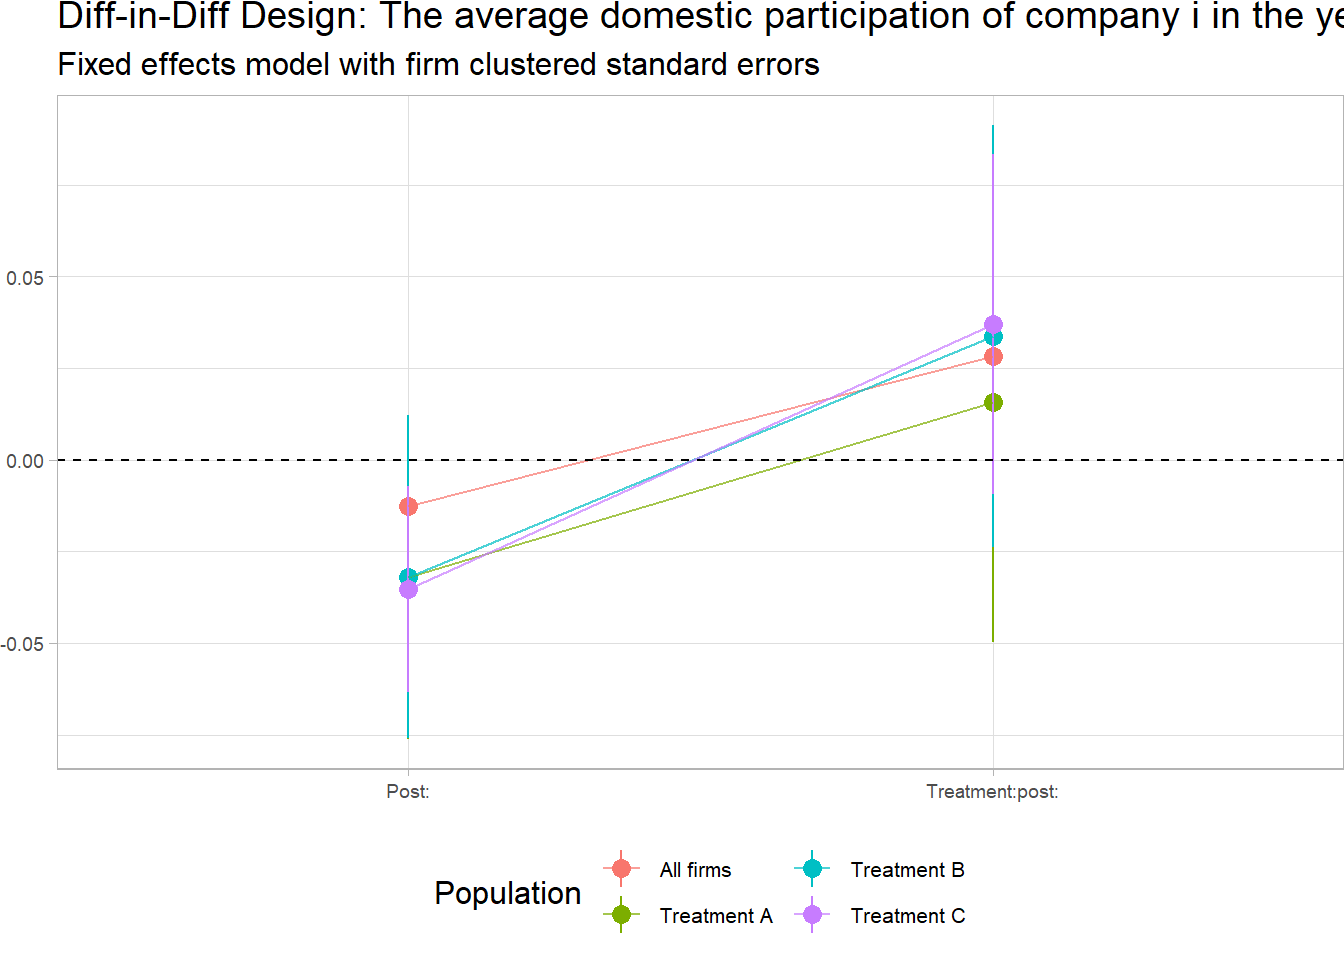 Diff-in-Diff Design: The average domestic participation of company i in the
Fixed effects model with firm clustered standard errors
0.05
0.00
-0.05
Post:
Treatment:post:
Population
All firms
Treatment B
Treatment A
Treatment C